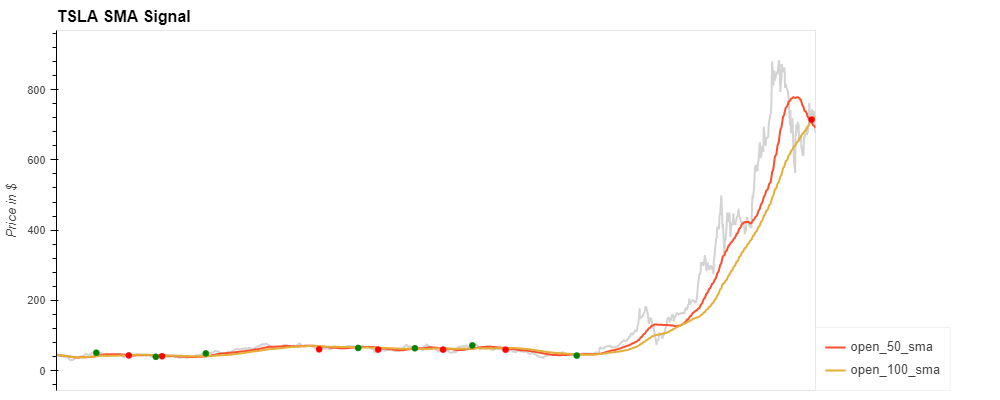 TSLA SMA Signal
800
600
400
200
0
Price in $
open_50_sma
open_100_sma